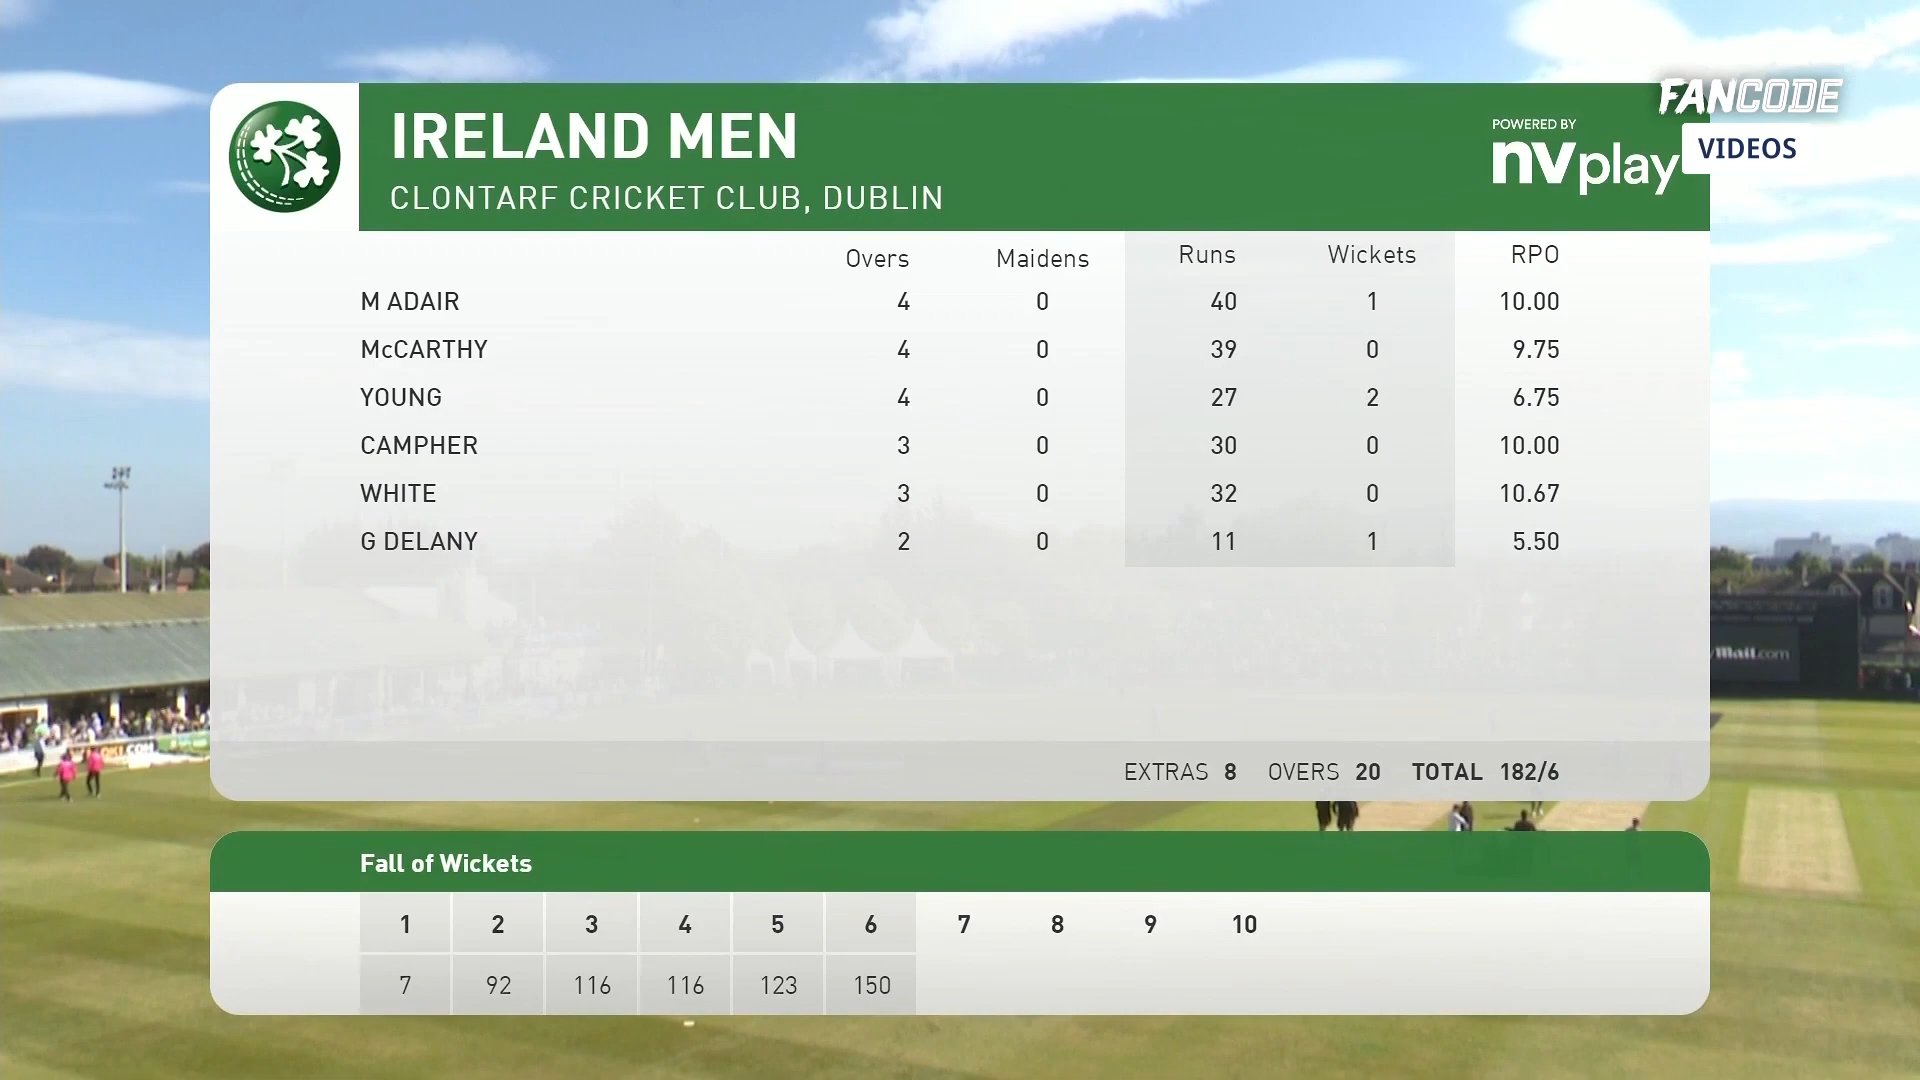 FANCODE
VIDEOS
IRELAND MEN
CLONTARF CRICKET CLUB, DUBLIN
POWERED BY
nvplay
Overs Maidens Runs Wickets RPO
M ADAIR 4 0 40 1 10.00
McCARTHY 4 0 39 0 9.75
YOUNG 4 0 27 2 6.75
CAMPHER 3 0 30 0 10.00
WHITE 3 0 32 0 10.67
G DELANY 2 0 11 1 5.50
EXTRAS 8 OVERS 20 TOTAL 182/6
Fall of Wickets
1 2 3 4 5 6 7 8 9 10
7 92 116 116 123 150